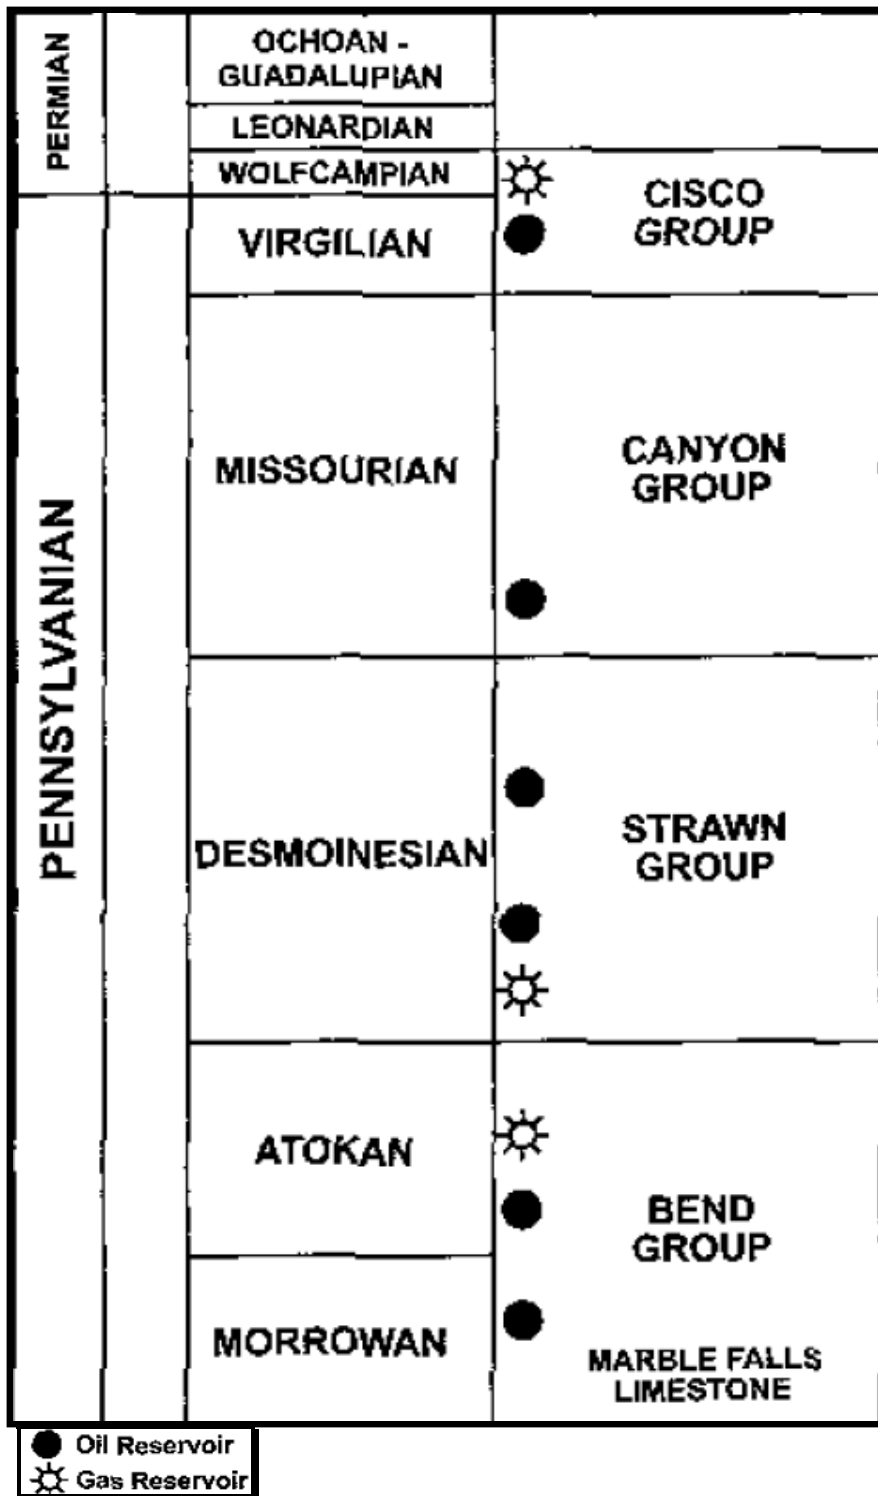 PERMIAN
OCHOAN -
GUADALUPIAN
LEONARDIAN
WOLFCAMPIAN
CISCO
GROUP
PENNSYLVANIAN
VIRGILIAN
MISSOURIAN
CANYON
GROUP
DESMOINESIAN
STRAWN
GROUP
ATOKAN
BEND
GROUP
MORROWAN
MARBLE FALLS
LIMESTONE
Oil Reservoir
Gas Reservoir